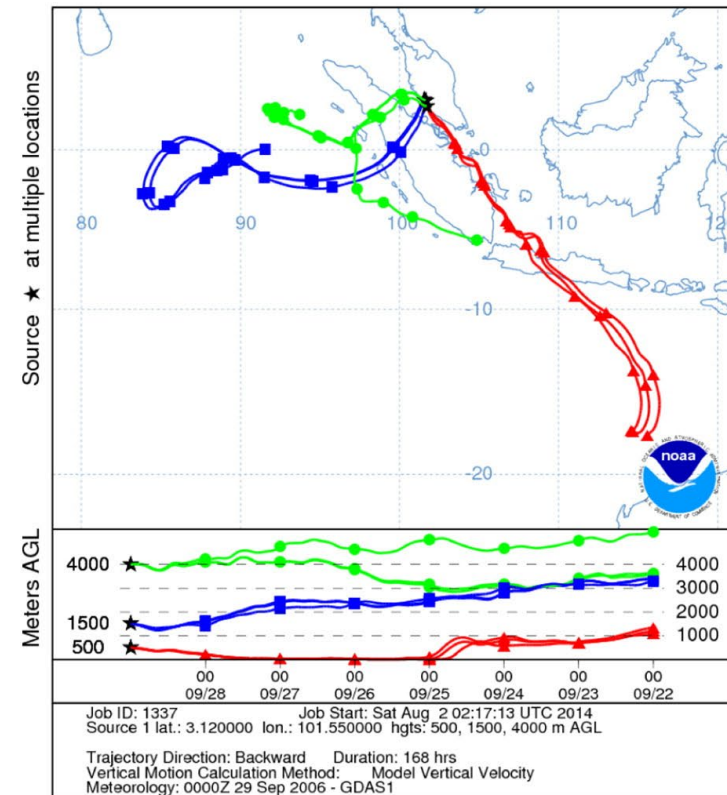 Source ★ at multiple locations
0
80
90
100
110
12
-10
-20
noaa
Meters AGL
4000
1500
500
4000
3000
2000
1000
00 00 00 00 00 00 00
09/28 09/27 09/26 09/25 09/24 09/23 09/22
Job ID: 1337 Job Start: Sat Aug 2 02:17:13 UTC 2014
Source 1 lat.: 3.120000 lon.: 101.550000 hgts: 500, 1500, 4000 m AGL
Trajectory Direction: Backward Duration: 168 hrs
Vertical Motion Calculation Method: Model Vertical Velocity
Meteorology: 0000Z 29 Sep 2006 - GDAS1